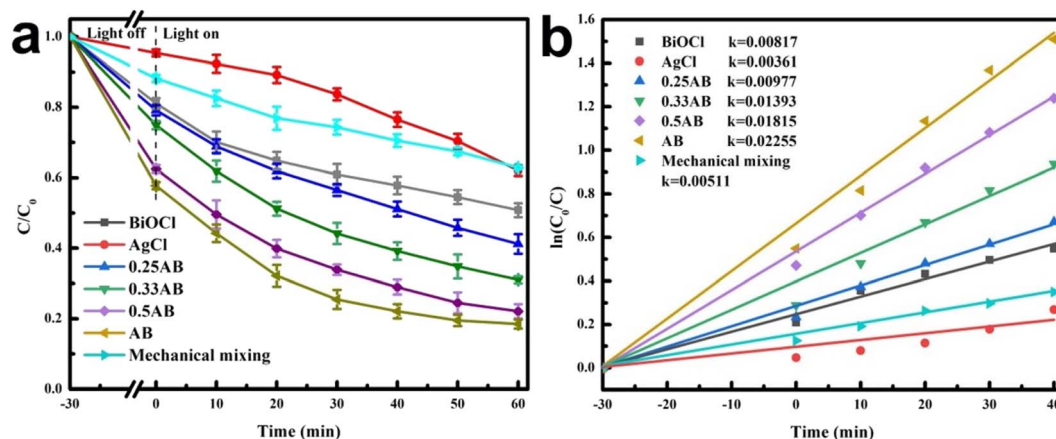 a
Light off
Light on
1.0
0.8
0.6
0.4
0.2
0.0
C/C0
BiOCl
AgCl
0.25AB
0.33AB
0.5AB
AB
Mechanical mixing
-30 0 10 20 30 40 50 60
Time (min)
b
1.6
1.4
1.2
1.0
0.8
0.6
0.4
0.2
0.0
ln(C0/C)
BiOCl k=0.00817
AgCl k=0.00361
0.25AB k=0.00977
0.33AB k=0.01393
0.5AB k=0.01815
AB k=0.02255
Mechanical mixing
k=0.00511
-30 -20 -10 0 10 20 30 40
Time (min)